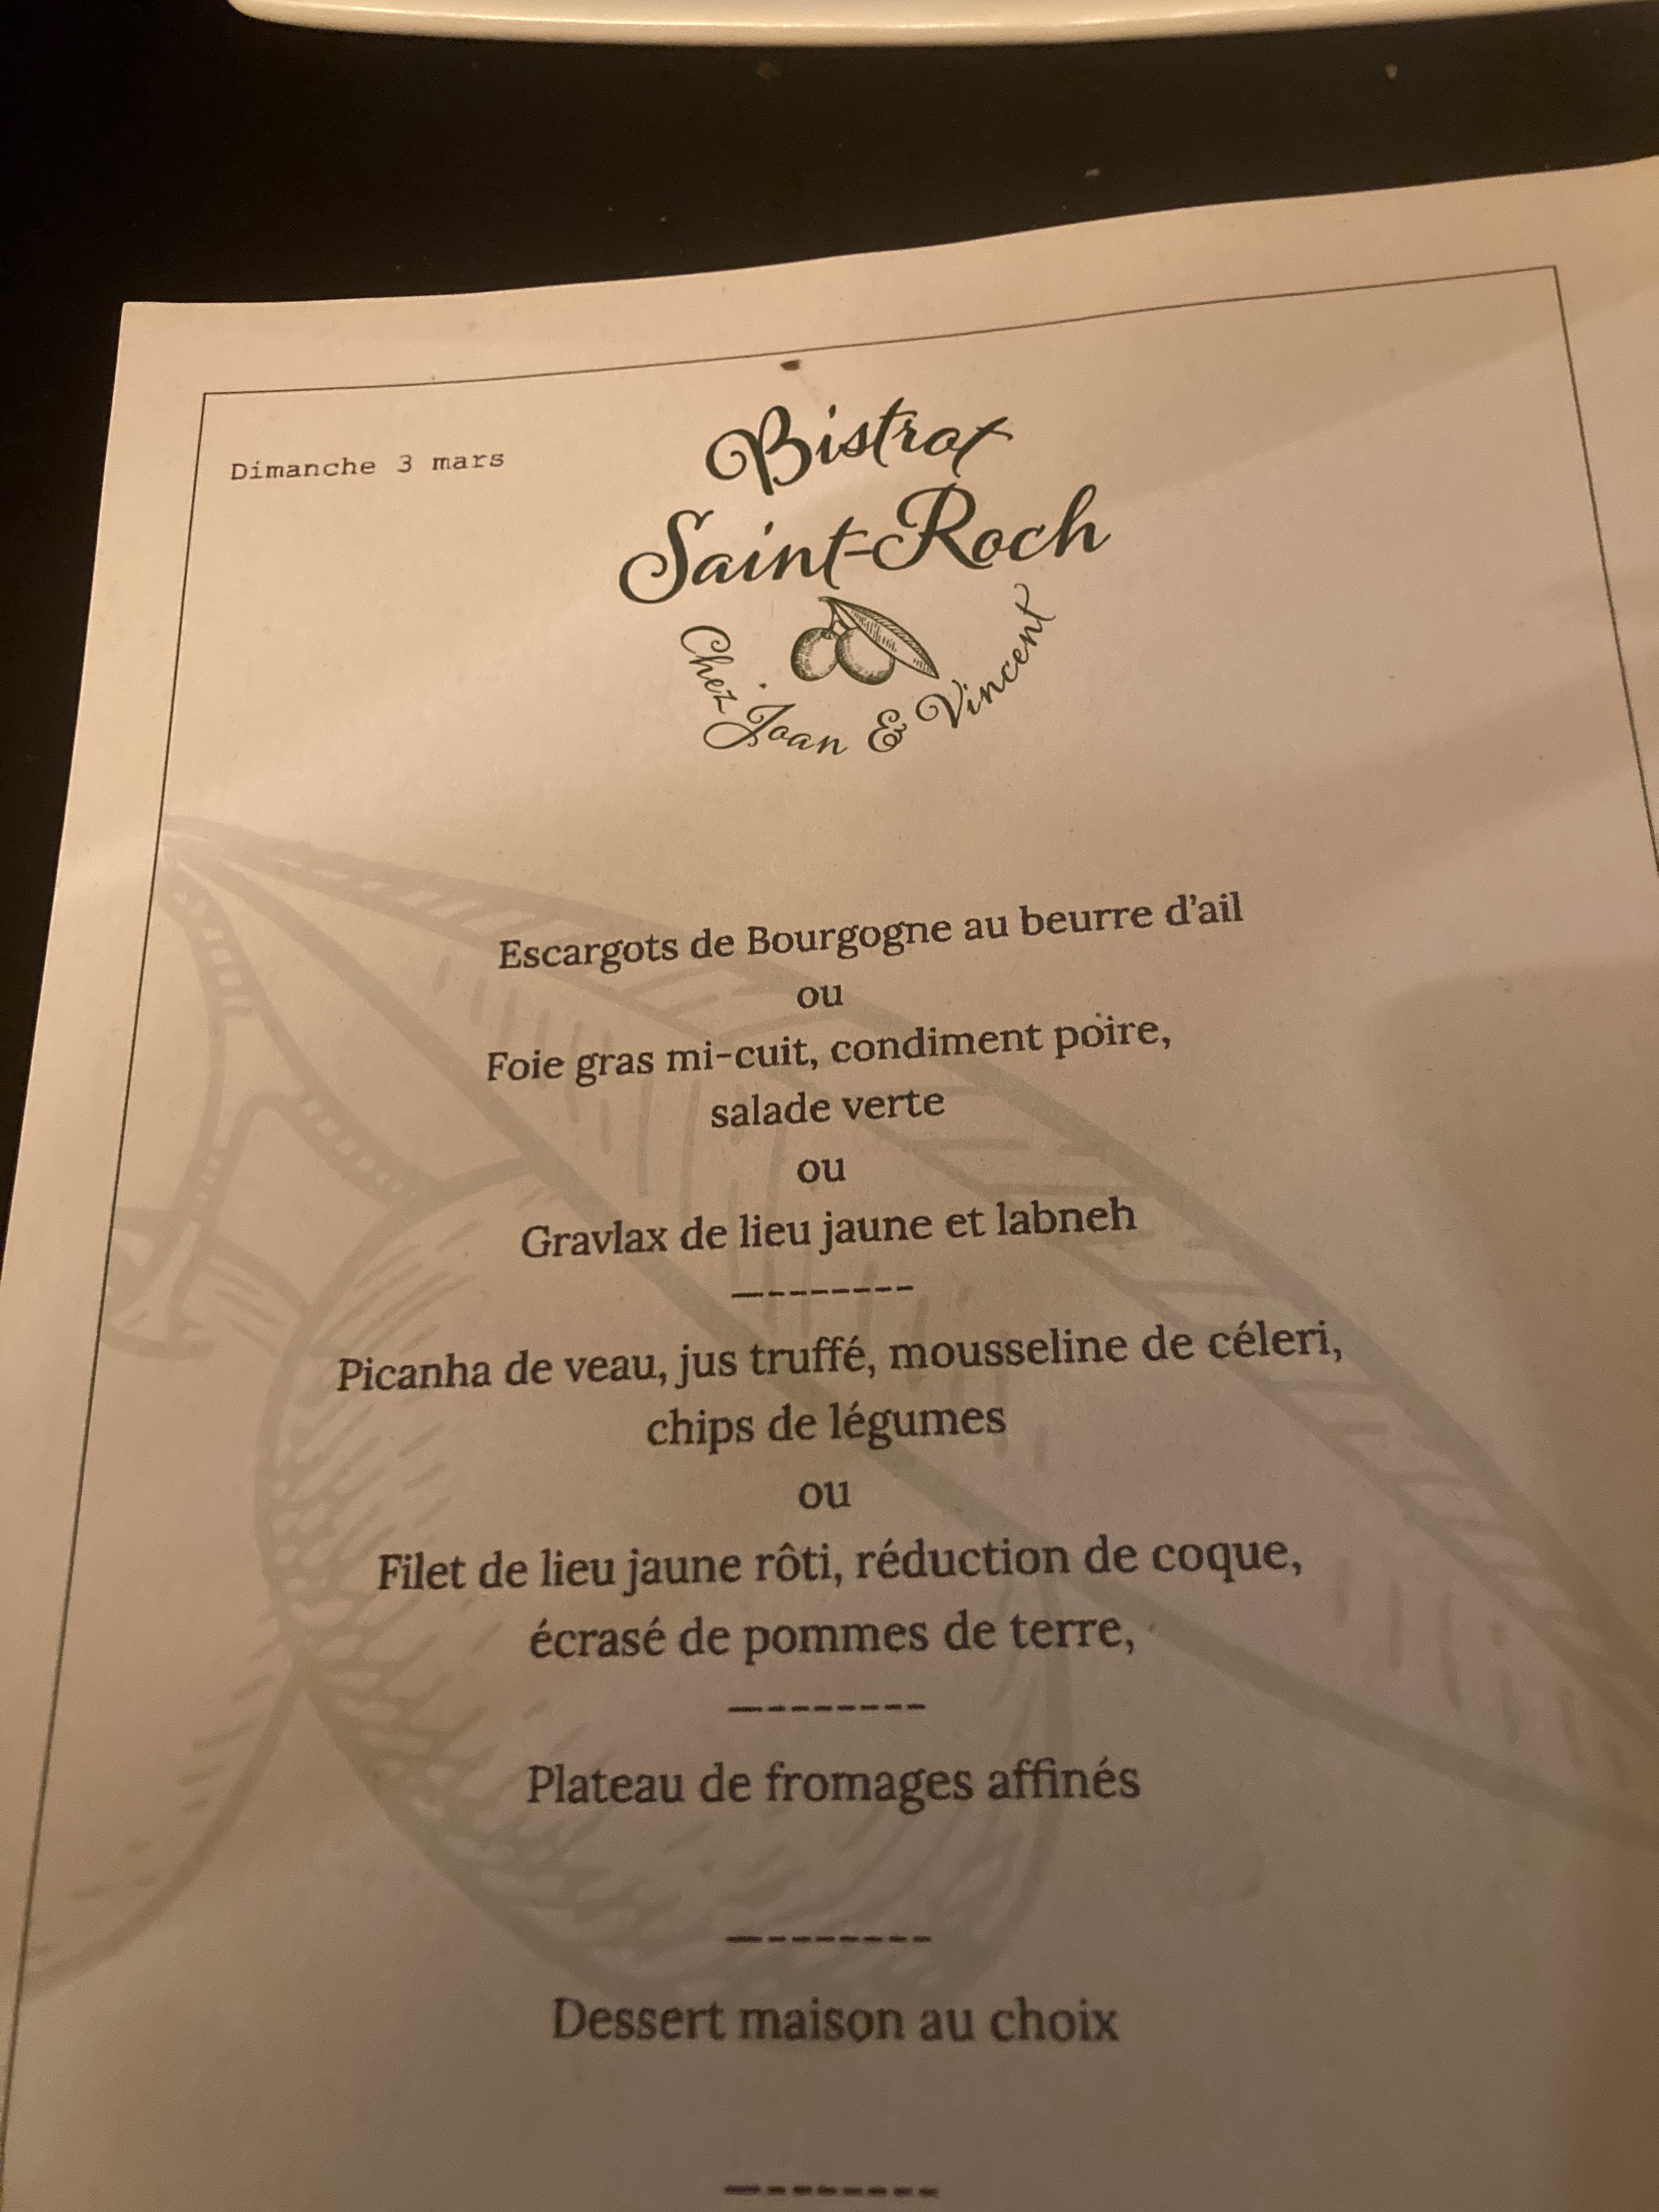 Dimanche 3 mars
Bistrot
Saint-Roch
Chez Joan & Vincent
Escargots de Bourgogne au beurre d'ail
ou
Foie gras mi-cuit, condiment poire,
salade verte
ou
Gravlax de lieu jaune et labneh
---------
Picanha de veau, jus truffé, mousseline de céleri,
chips de légumes
ou
Filet de lieu jaune rôti, réduction de coque,
écrasé de pommes de terre,
---------
Plateau de fromages affinés
---------
Dessert maison au choix
---------